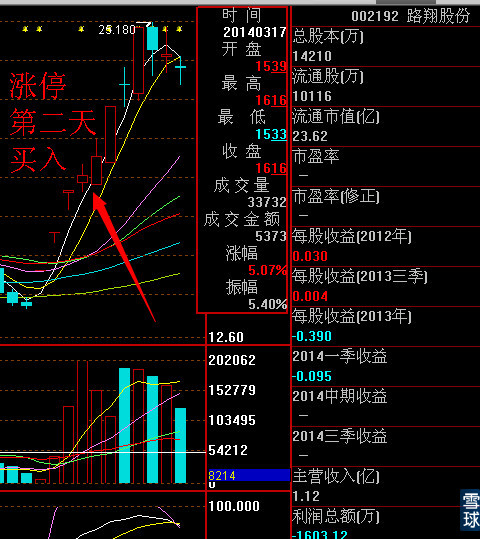 25.180
涨停
第二天
买入
时 间
20140317
开 盘
1539
最 高
1616
最 低
1533
收 盘
1616
成 交 量
33732
成 交 金 额
5373
涨幅
5.07%
振幅
5.40%
12.60
202062
152779
103495
54212
8214
0
100.000
002192 路翔股份
总股本(万)
14210
流通股(万)
10116
流通市值(亿)
23.62
市盈率
—
市盈率(修正)
—
每股收益(2012年)
0.030
每股收益(2013三季)
0.004
每股收益(2013年)
-0.390
2014一季收益
-0.095
2014中期收益
—
2014三季收益
—
主营收入(亿)
1.12
利润总额(万)
-1603.12
雪球